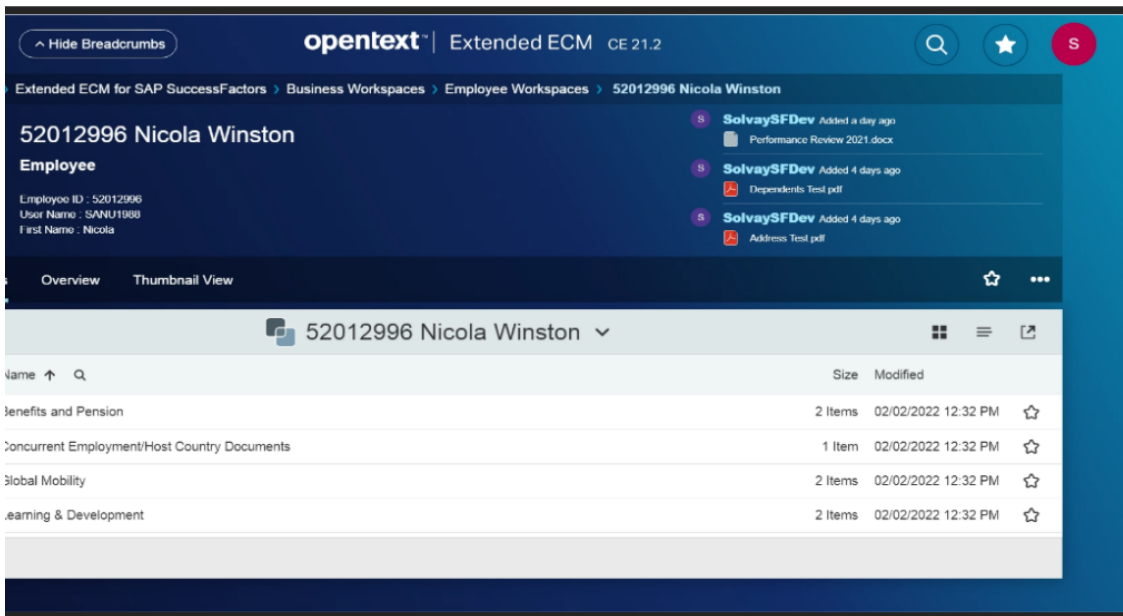 Hide Breadcrumbs
opentext™ | Extended ECM CE 21.2
S
Extended ECM for SAP SuccessFactors > Business Workspaces > Employee Workspaces > 52012996 Nicola Winston
52012996 Nicola Winston
Employee
Employee ID : 52012996
User Name : SANU1988
First Name : Nicola
S SolvaySFDev Added a day ago
Performance Review 2021.docx
S SolvaySFDev Added 4 days ago
Dependents Test.pdf
S SolvaySFDev Added 4 days ago
Address Test.pdf
Overview Thumbnail View
52012996 Nicola Winston
Name Size Modified
Benefits and Pension 2 Items 02/02/2022 12:32 PM
Concurrent Employment/Host Country Documents 1 Item 02/02/2022 12:32 PM
Global Mobility 2 Items 02/02/2022 12:32 PM
Learning & Development 2 Items 02/02/2022 12:32 PM